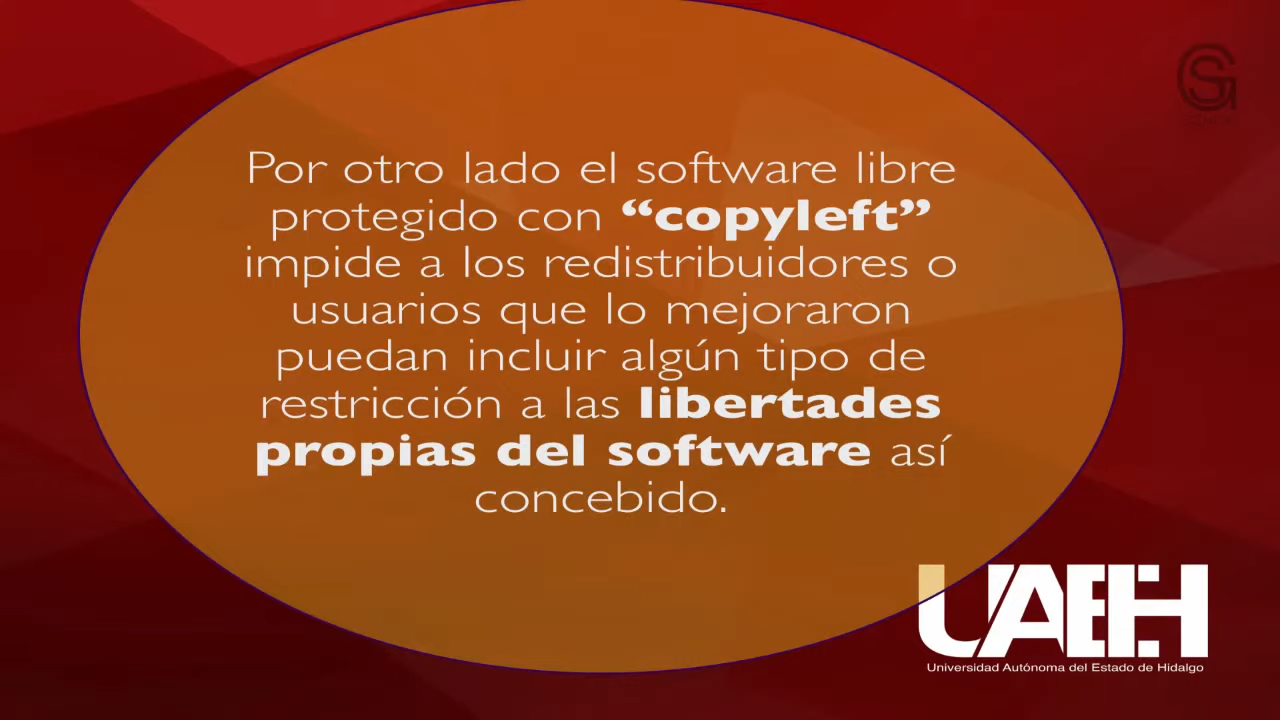 Por otro lado el software libre
protegido con “copyleft”
impide a los redistribuidores o
usuarios que lo mejoraron
puedan incluir algún tipo de
restricción a las libertades
propias del software así
concebido.
UAEH
Universidad Autónoma del Estado de Hidalgo